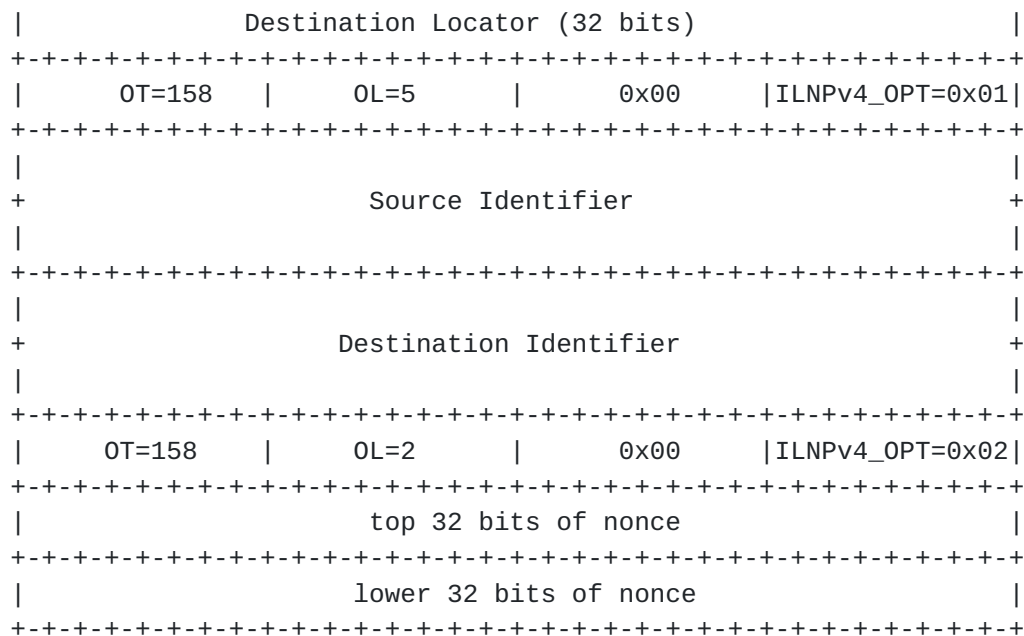 |               Destination Locator (32 bits)                    |
+-+-+-+-+-+-+-+-+-+-+-+-+-+-+-+-+-+-+-+-+-+-+-+-+-+-+-+-+-+-+-+-+
|       OT=158   |     OL=5      |      0x00     |ILNPv4_OPT=0x01|
+-+-+-+-+-+-+-+-+-+-+-+-+-+-+-+-+-+-+-+-+-+-+-+-+-+-+-+-+-+-+-+-+
|                                                                |
+                       Source Identifier                        +
|                                                                |
+-+-+-+-+-+-+-+-+-+-+-+-+-+-+-+-+-+-+-+-+-+-+-+-+-+-+-+-+-+-+-+-+
|                                                                |
+                     Destination Identifier                     +
|                                                                |
+-+-+-+-+-+-+-+-+-+-+-+-+-+-+-+-+-+-+-+-+-+-+-+-+-+-+-+-+-+-+-+-+
|      OT=158    |     OL=2      |      0x00     |ILNPv4_OPT=0x02|
+-+-+-+-+-+-+-+-+-+-+-+-+-+-+-+-+-+-+-+-+-+-+-+-+-+-+-+-+-+-+-+-+
|                       top 32 bits of nonce                     |
+-+-+-+-+-+-+-+-+-+-+-+-+-+-+-+-+-+-+-+-+-+-+-+-+-+-+-+-+-+-+-+-+
|                      lower 32 bits of nonce                    |
+-+-+-+-+-+-+-+-+-+-+-+-+-+-+-+-+-+-+-+-+-+-+-+-+-+-+-+-+-+-+-+-+